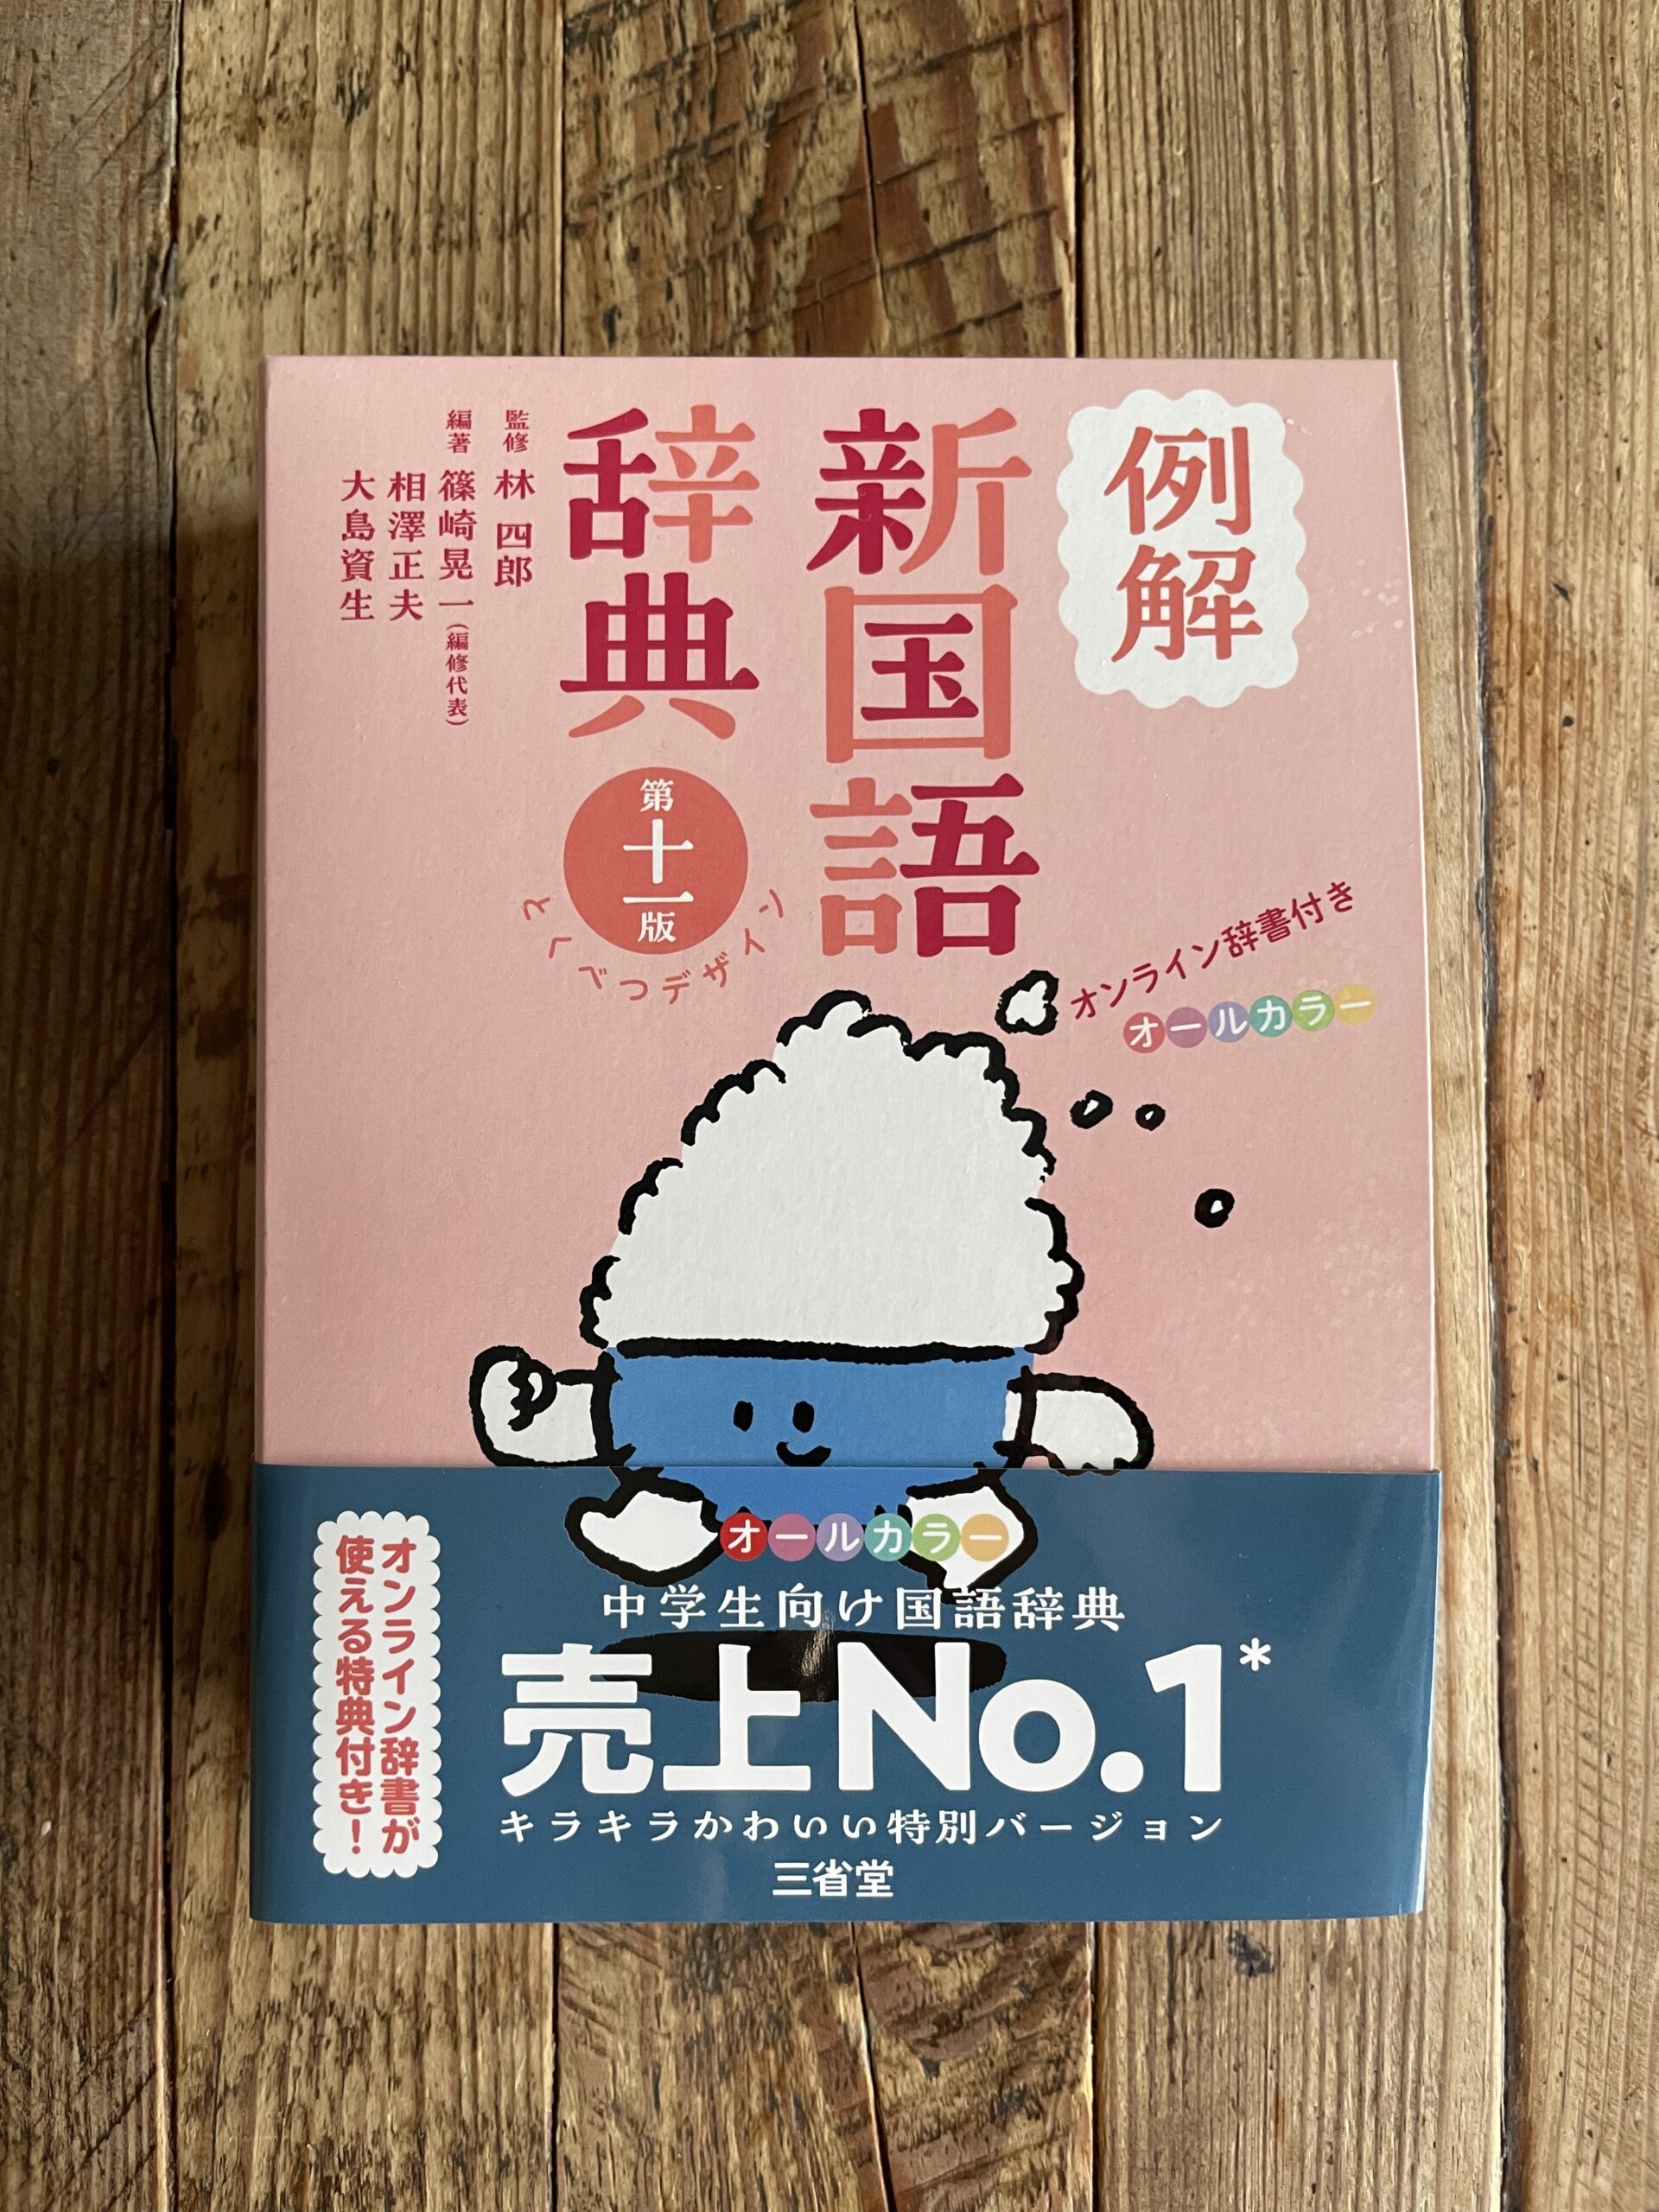 例解
新国語
辞典
第十一版
とくべつデザイン
監修 林 四郎
編著 篠崎晃一（編修代表）
相澤正夫
大島資生
オンライン辞書付き
オールカラー
オールカラー
中学生向け国語辞典
売上No.1*
キラキラかわいい特別バージョン
三省堂
オンライン辞書が
使える特典付き！